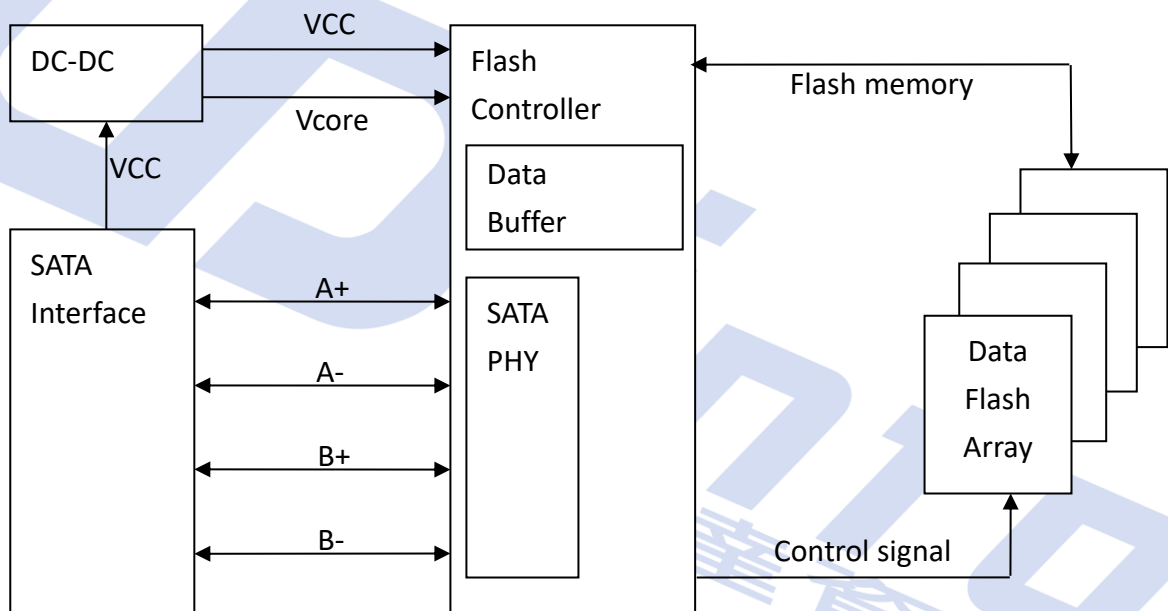 VCC
DC-DC
Vcore
VCC
SATA
Interface
A+
A-
B+
B-
Flash
Controller
Data
Buffer
SATA
PHY
Flash memory
Data
Flash
Array
Control signal